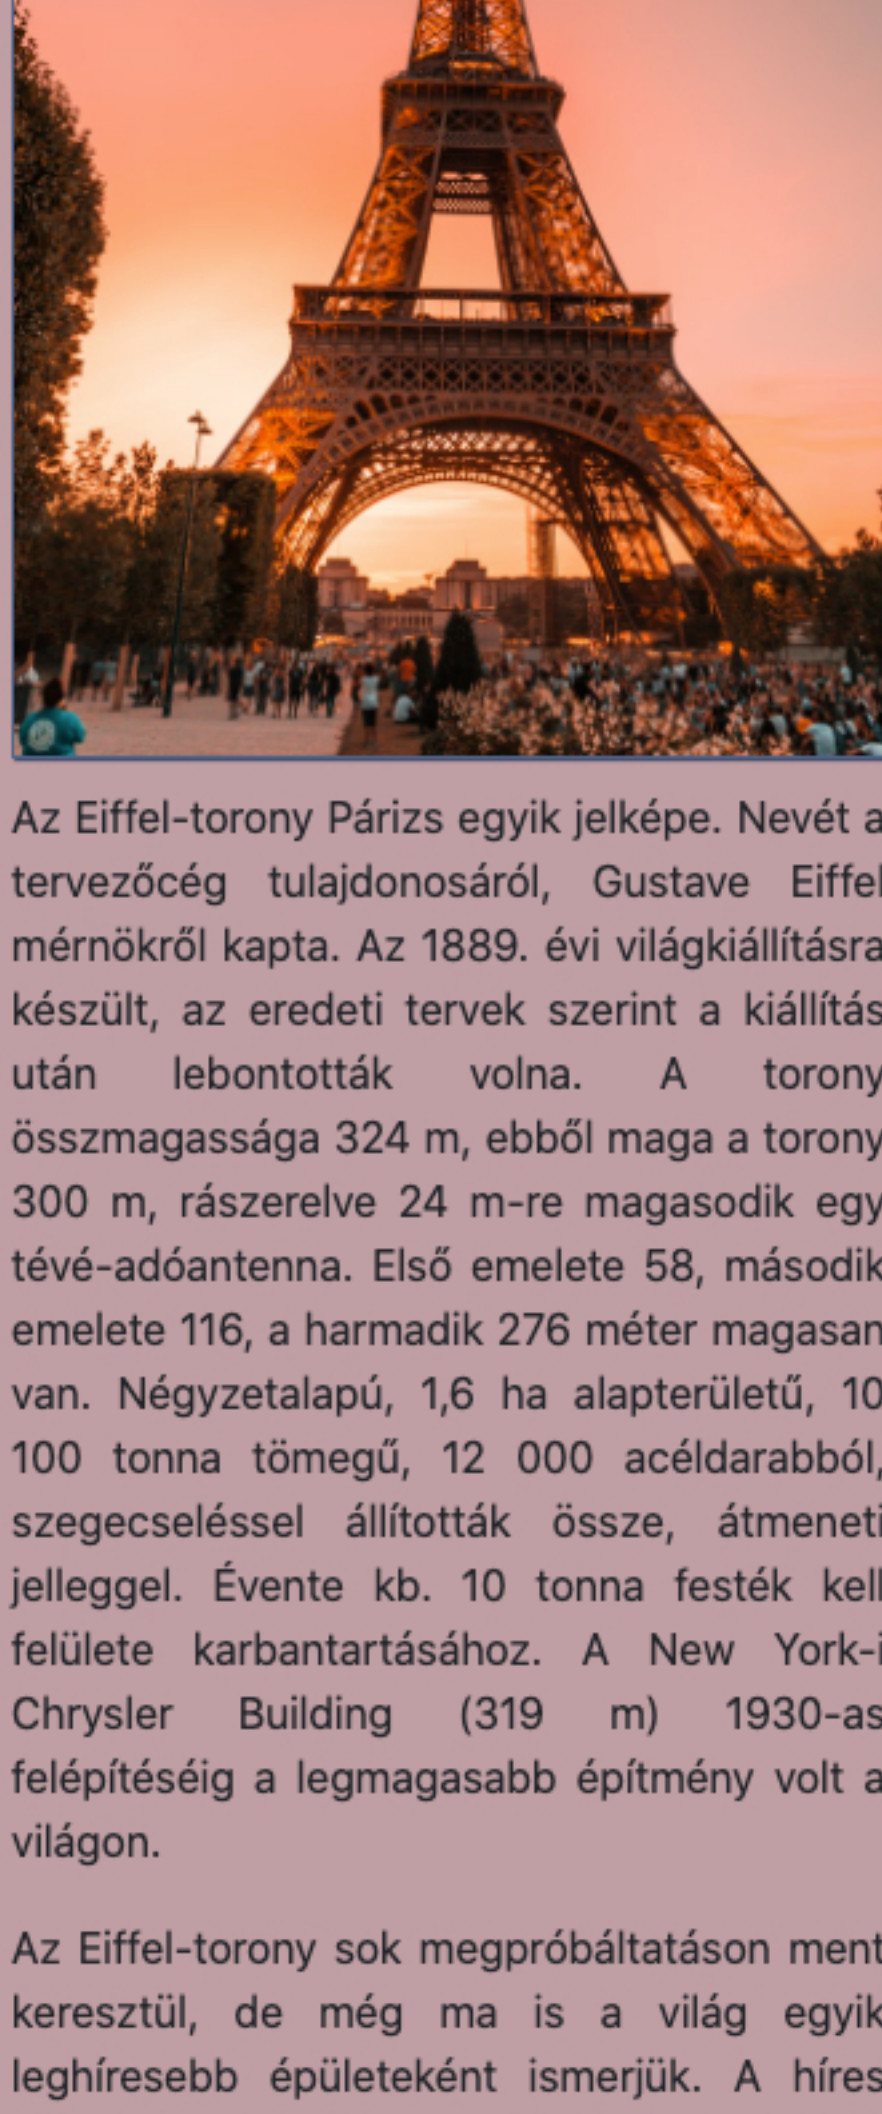 Az Eiffel-torony Párizs egyik jelképe. Nevét a
tervezőcég tulajdonosáról, Gustave Eiffel
mérnökről kapta. Az 1889. évi világkiállításra
készült, az eredeti tervek szerint a kiállítás
után lebontották volna. A torony
összmagassága 324 m, ebből maga a torony
300 m, rászerelve 24 m-re magasodik egy
tévé-adóantenna. Első emelete 58, második
emelete 116, a harmadik 276 méter magasan
van. Négyzetalapú, 1,6 ha alapterületű, 10
100 tonna tömegű, 12 000 acéldarabból,
szegecseléssel állították össze, átmeneti
jelleggel. Évente kb. 10 tonna festék kell
felülete karbantartásához. A New York-i
Chrysler Building (319 m) 1930-as
felépítéséig a legmagasabb építmény volt a
világon.
Az Eiffel-torony sok megpróbáltatáson ment
keresztül, de még ma is a világ egyik
leghíresebb épületeként ismerjük. A híres